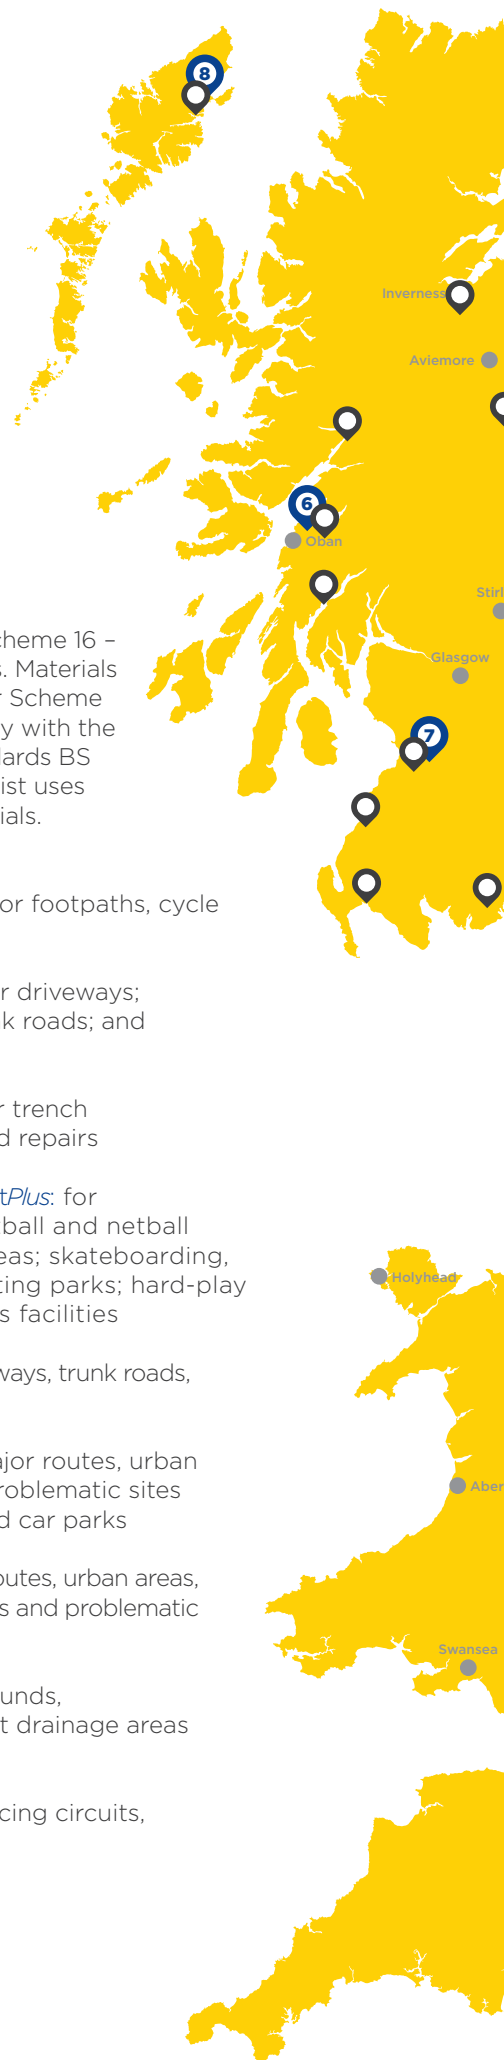 8
Inverness
Aviemore
6
Oban
Stirl
cheme 16 –
s. Materials
r Scheme
y with the
dards BS
ist uses
ials.
Glasgow
7
or footpaths, cycle
r driveways;
k roads; and
r trench
d repairs
tPlus: for
tball and netball
eas; skateboarding,
ting parks; hard-play
s facilities
Holyhead
ways, trunk roads,
ajor routes, urban
roblematic sites
d car parks
Aber
outes, urban areas,
s and problematic
Swansea
unds,
t drainage areas
cing circuits,